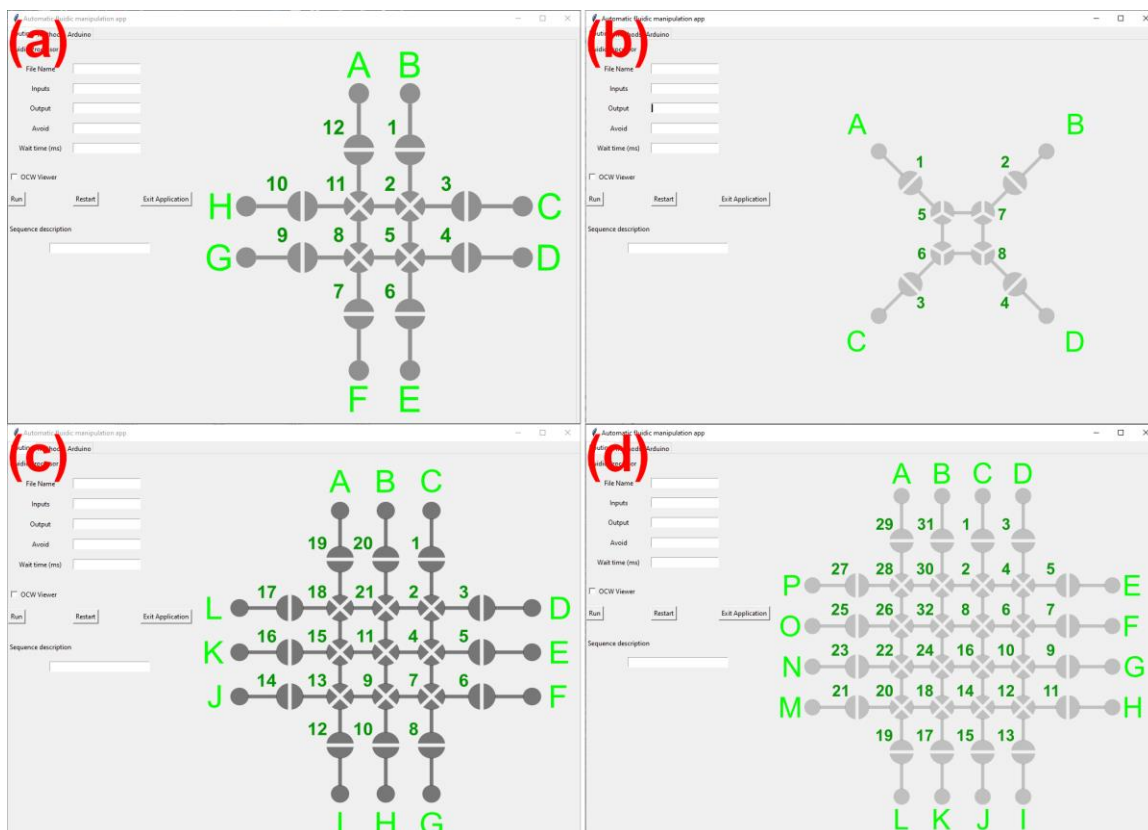 Automatic fluidic manipulation app
(a)
Arduino
File Name
Inputs
Output
Avoid
Wait time (ms)
OCW Viewer
Run Restart Exit Application
Sequence description
A B
12 1
10 11 2 3
H C
9 8 5 4
G D
7 6
F E
Automatic fluidic manipulation app
(b)
Arduino
File Name
Inputs
Output
Avoid
Wait time (ms)
OCW Viewer
Run Restart Exit Application
Sequence description
A B
1 2
5 7
6 8
3 4
C D
Automatic fluidic manipulation app
(c)
Arduino
File Name
Inputs
Output
Avoid
Wait time (ms)
OCW Viewer
Run Restart Exit Application
Sequence description
A B C
19 20 1
17 18 21 2 3
L D
16 15 11 4 5
K E
14 13 9 7 6
J F
12 10 8
I H G
Automatic fluidic manipulation app
(d)
Arduino
File Name
Inputs
Output
Avoid
Wait time (ms)
OCW Viewer
Run Restart Exit Application
Sequence description
A B C D
29 31 1 3
27 28 30 2 4 5
P E
25 26 32 8 6 7
O F
23 22 24 16 10 9
N G
21 20 18 14 12 11
M H
19 17 15 13
L K J I